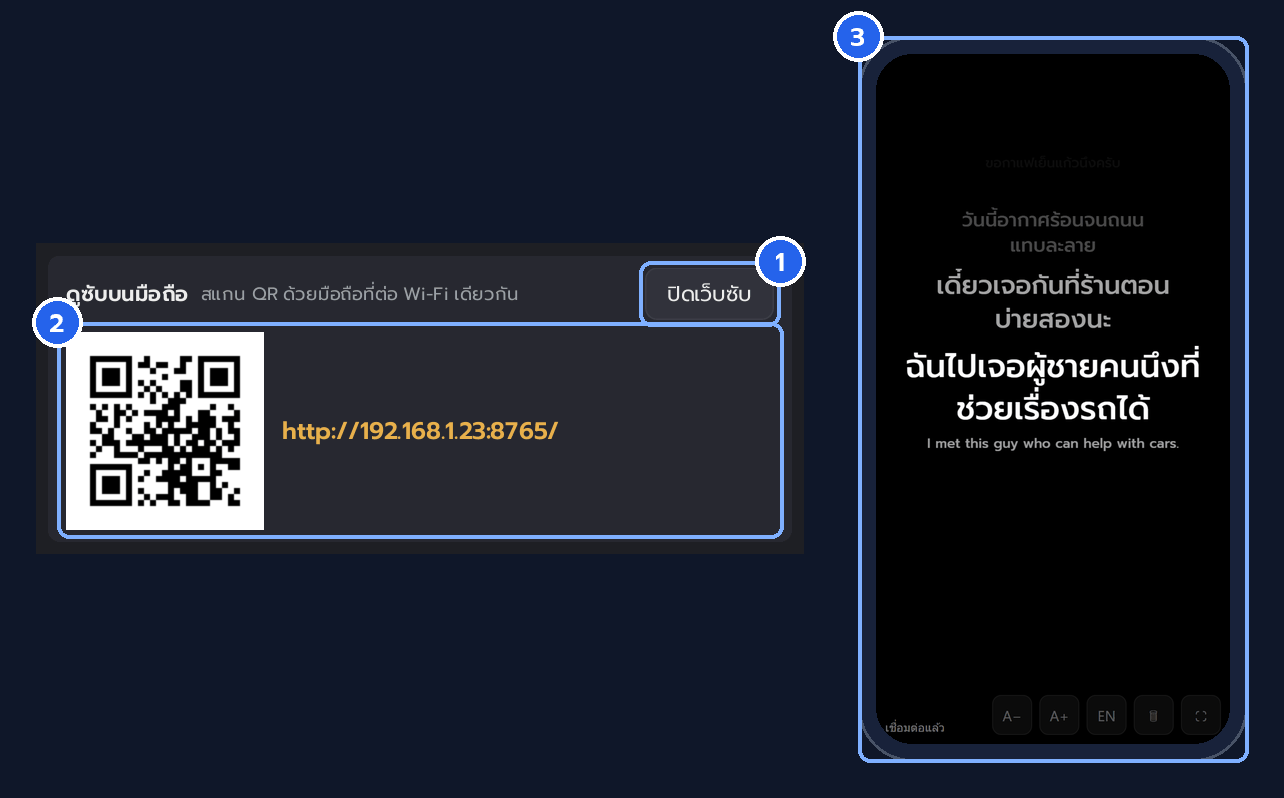 1
ดูซับบนมือถือ สแกน QR ด้วยมือถือที่ต่อ Wi-Fi เดียวกัน
ปิดเว็บซับ
2
http://192.168.1.23:8765/
3
ขอกาแฟเย็นแก้วนึงครับ
วันนี้อากาศร้อนจนถนน
แทบละลาย
เดี๋ยวเจอกันที่ร้านตอน
บ่ายสองนะ
ฉันไปเจอผู้ชายคนนึงที่
ช่วยเรื่องรถได้
I met this guy who can help with cars.
เชื่อมต่อแล้ว
A− A+ EN